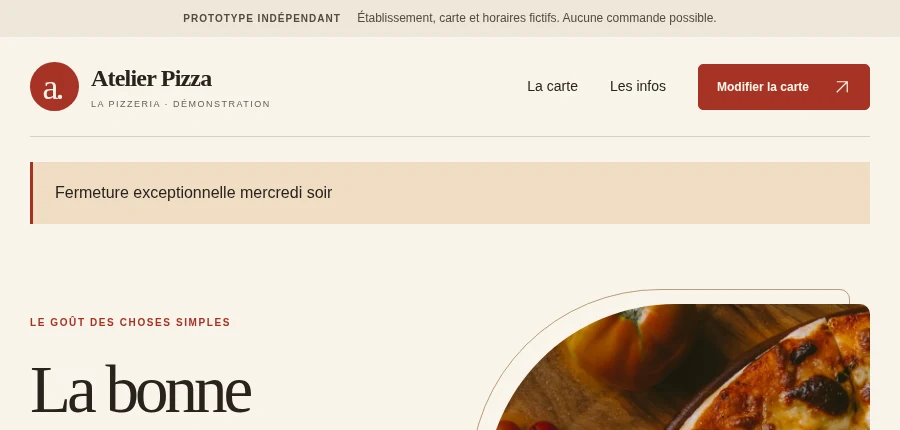 PROTOTYPE INDÉPENDANT Établissement, carte et horaires fictifs. Aucune commande possible.
a.
Atelier Pizza
LA PIZZERIA · DÉMONSTRATION
La carte
Les infos
Modifier la carte
Fermeture exceptionnelle mercredi soir
LE GOÛT DES CHOSES SIMPLES
La bonne